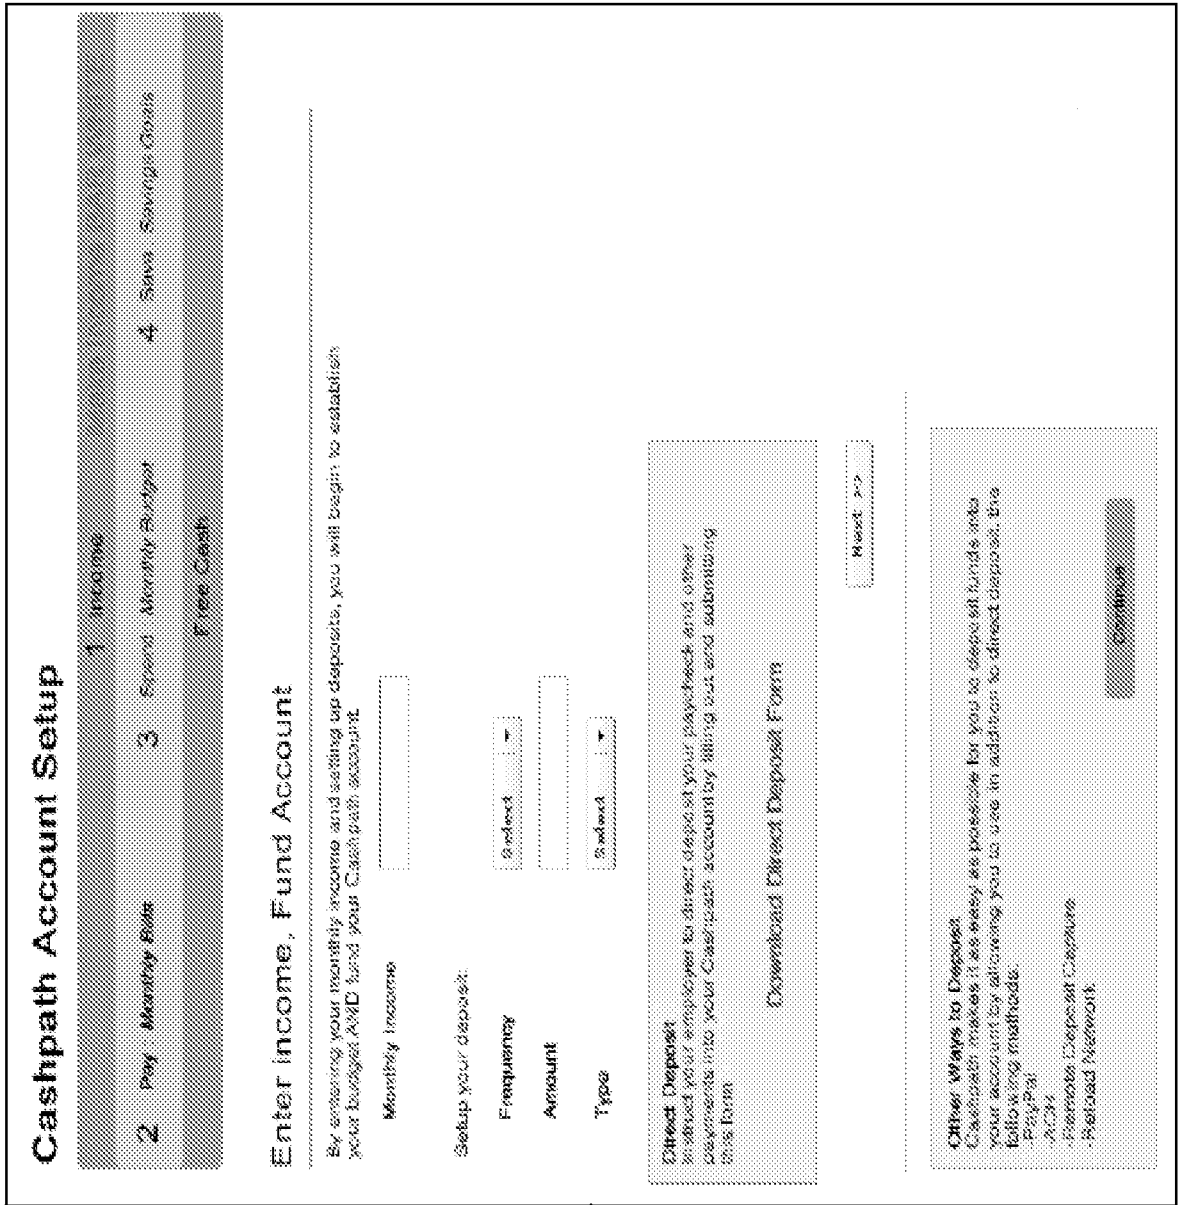 Cashpath Account Setup
1 Income
2 Pay : Monthly Bills 3 Spend : Monthly Budget 4 Save : Savings Goals
Free Cash
Enter Income, Fund Account
By entering your monthly income and setting up deposits, you will begin to establish
your budget AND fund your Cashpath account.
Monthly Income
Setup your deposit:
Frequency Select
Amount
Type Select
Direct Deposit
Instruct your employer to direct deposit your paycheck and other
payments into your Cashpath account by filling out and submitting
this form
Download Direct Deposit Form
Next >>
Other Ways to Deposit
Cashpath makes it as easy as possible for you to deposit funds into
your account by allowing you to use in addition to direct deposit, the
following methods.
- PayPal
- ACH
- Remote Deposit Capture
- Reload Network
Continue